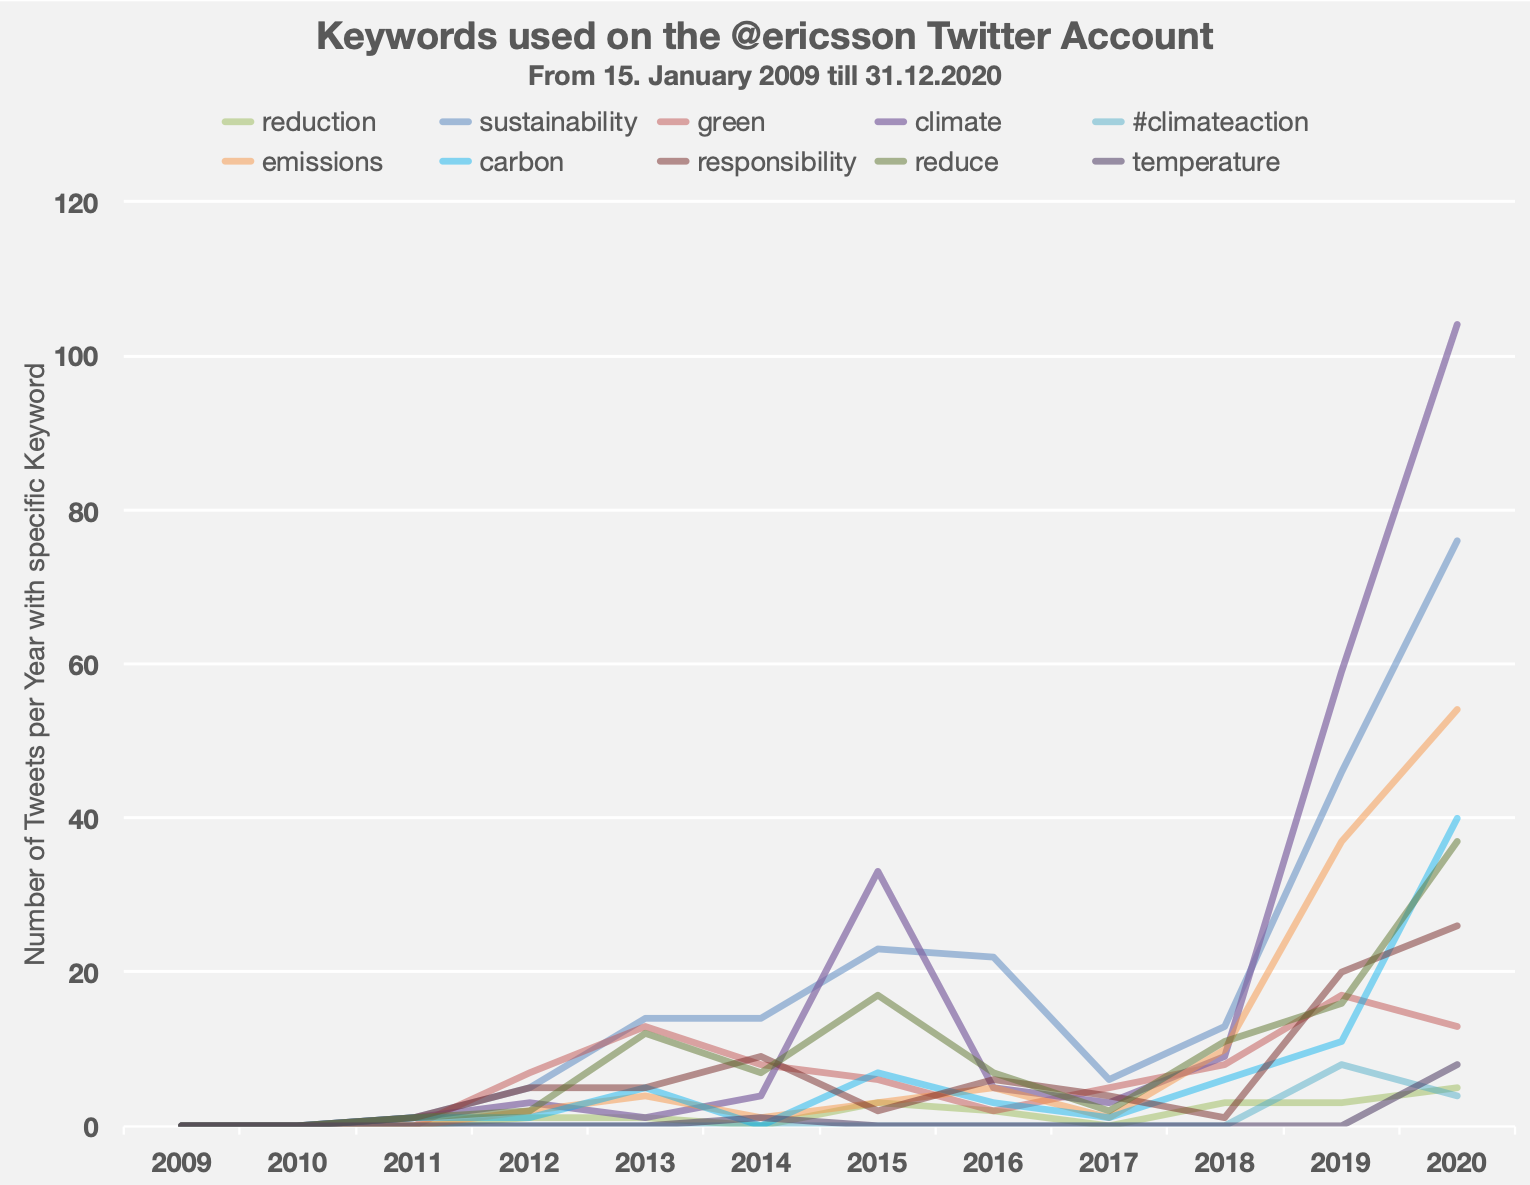 Keywords used on the @ericsson Twitter Account
From 15. January 2009 till 31.12.2020
reduction sustainability green climate #climateaction
emissions carbon responsibility reduce temperature
Number of Tweets per Year with specific Keyword
120
100
80
60
40
20
0
2009 2010 2011 2012 2013 2014 2015 2016 2017 2018 2019 2020